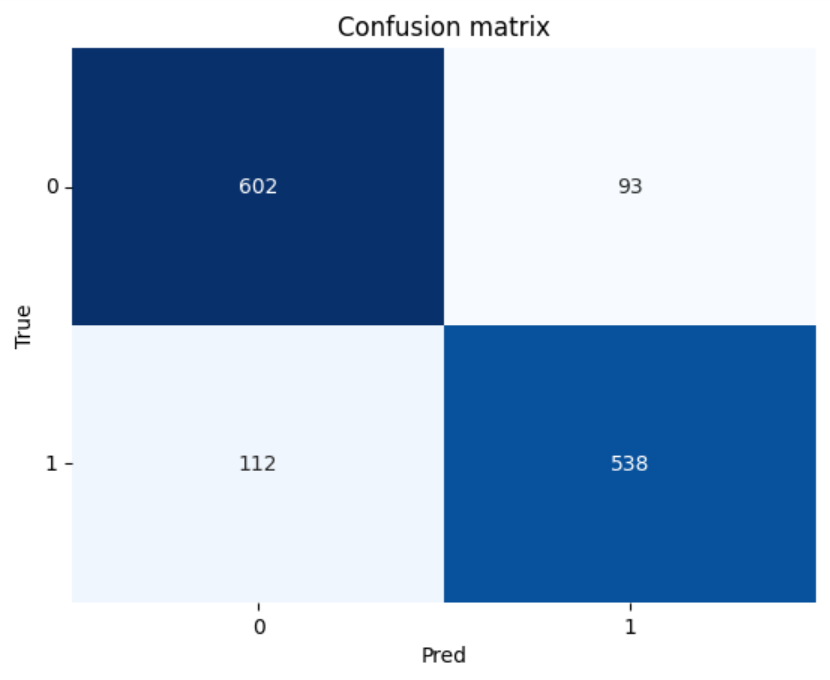 Confusion matrix
True
0
602
93
1
112
538
0
1
Pred